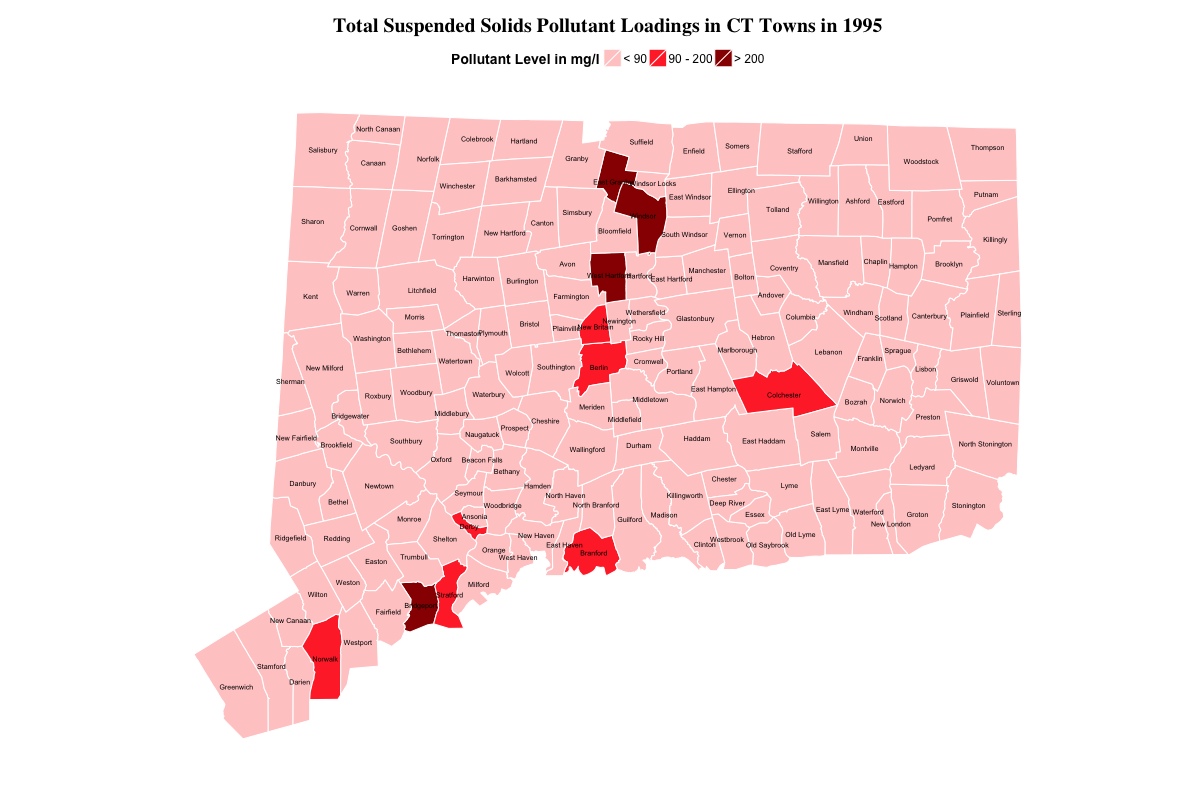 Total Suspended Solids Pollutant Loadings in CT Towns in 1995
Pollutant Level in mg/l < 90 90 - 200 > 200
North Canaan
Colebrook
Hartland
Suffield
Union
Salisbury
Canaan
Norfolk
Granby
Enfield
Somers
Stafford
Woodstock
Thompson
Winchester
Barkhamsted
East Granby
Windsor Locks
East Windsor
Ellington
Tolland
Willington
Ashford
Eastford
Putnam
Sharon
Cornwall
Goshen
Torrington
New Hartford
Canton
Simsbury
Bloomfield
Windsor
South Windsor
Vernon
Pomfret
Killingly
Kent
Warren
Litchfield
Harwinton
Burlington
Avon
Farmington
West Hartford
Hartford
East Hartford
Manchester
Bolton
Coventry
Andover
Mansfield
Chaplin
Hampton
Brooklyn
Washington
Morris
Bethlehem
Thomaston
Plymouth
Watertown
Bristol
Plainville
New Britain
Newington
Wethersfield
Rocky Hill
Glastonbury
Marlborough
Hebron
Columbia
Lebanon
Windham
Scotland
Canterbury
Plainfield
Sterling
Sherman
New Milford
Roxbury
Woodbury
Wolcott
Southington
Berlin
Cromwell
Portland
East Hampton
Colchester
Franklin
Sprague
Lisbon
Griswold
Voluntown
Bridgewater
Middlebury
Waterbury
Prospect
Cheshire
Meriden
Middletown
Middlefield
Bozrah
Norwich
Preston
New Fairfield
Brookfield
Southbury
Naugatuck
Oxford
Beacon Falls
Bethany
Wallingford
Durham
Haddam
East Haddam
Salem
Montville
Ledyard
North Stonington
Danbury
Bethel
Newtown
Seymour
Woodbridge
Hamden
North Haven
North Branford
Guilford
Madison
Killingworth
Chester
Deep River
Essex
Lyme
East Lyme
Waterford
New London
Groton
Stonington
Ridgefield
Redding
Monroe
Ansonia
Derby
Shelton
Orange
New Haven
West Haven
East Haven
Branford
Clinton
Westbrook
Old Saybrook
Old Lyme
Wilton
Weston
Easton
Trumbull
Fairfield
Bridgeport
Stratford
Milford
New Canaan
Westport
Stamford
Norwalk
Darien
Greenwich